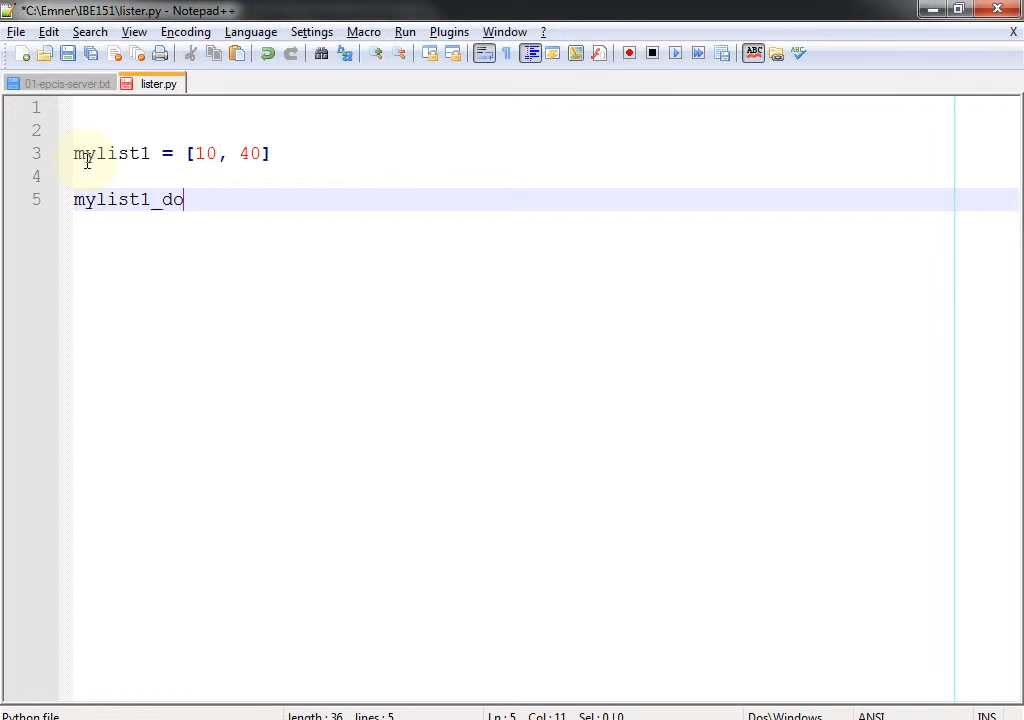 *C:\Emner\IBE151\lister.py - Notepad++
File Edit Search View Encoding Language Settings Macro Run Plugins Window ? X
01-epcis-server.txt lister.py
1
2
3 mylist1 = [10, 40]
4
5 mylist1_do
Python file length : 36 lines : 5 Ln : 5 Col : 11 Sel : 0 | 0 Dos\Windows ANSI INS